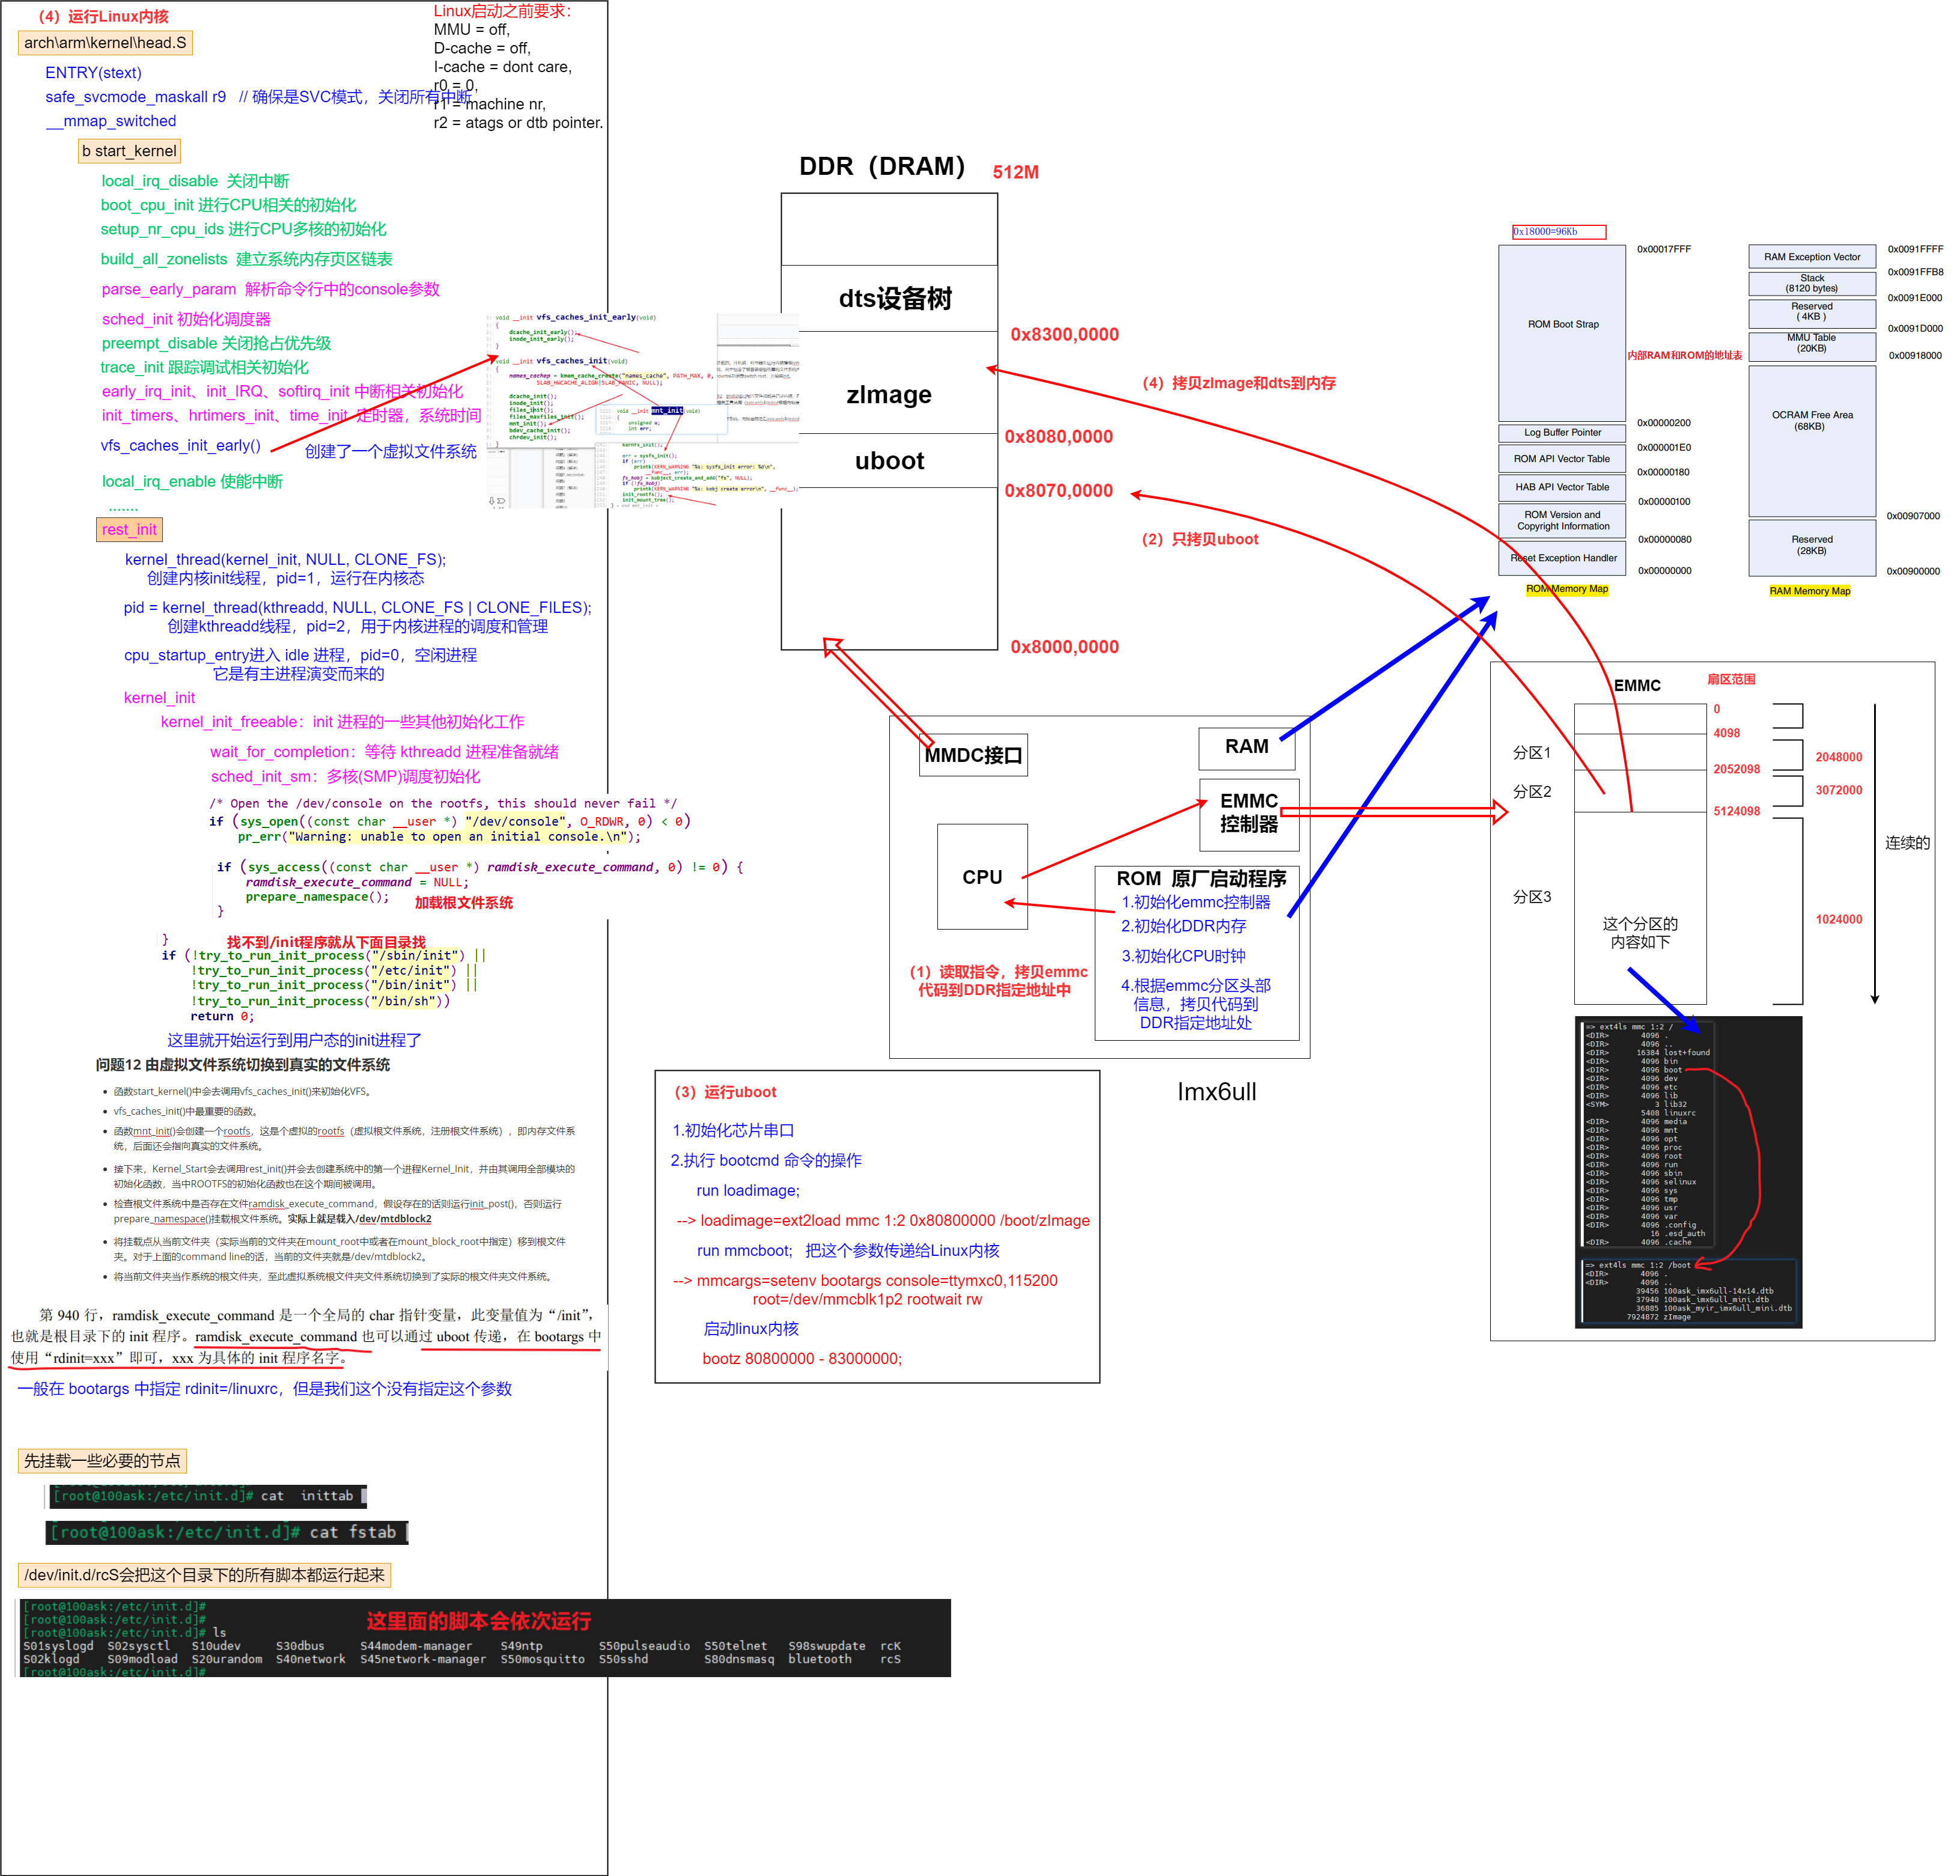 （4）运行Linux内核
arch\arm\kernel\head.S
ENTRY(stext)
safe_svcmode_maskall r9 // 确保是SVC模式，关闭所有中断
__mmap_switched
b start_kernel
local_irq_disable 关闭中断
boot_cpu_init 进行CPU相关的初始化
setup_nr_cpu_ids 进行CPU多核的初始化
build_all_zonelists 建立系统内存页区链表
parse_early_param 解析命令行中的console参数
sched_init 初始化调度器
preempt_disable 关闭抢占优先级
trace_init 跟踪调试相关初始化
early_irq_init、init_IRQ、softirq_init 中断相关初始化
init_timers、hrtimers_init、time_init 定时器，系统时间
vfs_caches_init_early()
创建了一个虚拟文件系统
local_irq_enable 使能中断
.......
rest_init
kernel_thread(kernel_init, NULL, CLONE_FS);
创建内核init线程，pid=1，运行在内核态
pid = kernel_thread(kthreadd, NULL, CLONE_FS | CLONE_FILES);
创建kthreadd线程，pid=2，用于内核进程的调度和管理
cpu_startup_entry进入 idle 进程，pid=0，空闲进程
它是有主进程演变而来的
kernel_init
kernel_init_freeable：init 进程的一些其他初始化工作
wait_for_completion：等待 kthreadd 进程准备就绪
sched_init_sm：多核(SMP)调度初始化
/* Open the /dev/console on the rootfs, this should never fail */
if (sys_open((const char __user *) "/dev/console", O_RDWR, 0) < 0)
pr_err("Warning: unable to open an initial console.\n");
if (sys_access((const char __user *) ramdisk_execute_command, 0) != 0) {
ramdisk_execute_command = NULL;
prepare_namespace();
加载根文件系统
}
}
找不到/init程序就从下面目录找
if (!try_to_run_init_process("/sbin/init") ||
!try_to_run_init_process("/etc/init") ||
!try_to_run_init_process("/bin/init") ||
!try_to_run_init_process("/bin/sh"))
return 0;
这里就开始运行到用户态的init进程了
问题12 由虚拟文件系统切换到真实的文件系统
• 函数start_kernel()中会去调用vfs_caches_init()来初始化VFS。
• vfs_caches_init()中最重要的函数。
• 函数mnt_init()会创建一个rootfs，这是个虚拟的rootfs（虚拟根文件系统，注册根文件系统），即内存文件系
统，后面还会指向真实的文件系统。
• 接下来，Kernel_Start会去调用rest_init()并会去创建系统中的第一个进程Kernel_Init，并由其调用全部模块的
初始化函数，当中ROOTFS的初始化函数也在这个期间被调用。
• 检查根文件系统中是否存在文件ramdisk_execute_command，假设存在的话则运行init_post()，否则运行
prepare_namespace()挂载根文件系统。实际上就是载入/dev/mtdblock2
• 将挂载点从当前文件夹（实际当前的文件夹在mount_root中或者在mount_block_root中指定）移到根文件
夹。对于上面的command line的话，当前的文件夹就是/dev/mtdblock2。
• 将当前文件夹当作系统的根文件夹，至此虚拟系统根文件夹文件系统切换到了实际的根文件夹文件系统。
第 940 行，ramdisk_execute_command 是一个全局的 char 指针变量，此变量值为“/init”，
也就是根目录下的 init 程序。ramdisk_execute_command 也可以通过 uboot 传递，在 bootargs 中
使用“rdinit=xxx”即可，xxx 为具体的 init 程序名字。
一般在 bootargs 中指定 rdinit=/linuxrc，但是我们这个没有指定这个参数
先挂载一些必要的节点
[root@100ask:/etc/init.d]# cat  inittab
[root@100ask:/etc/init.d]# cat fstab
/dev/init.d/rcS会把这个目录下的所有脚本都运行起来
[root@100ask:/etc/init.d]#
[root@100ask:/etc/init.d]#
这里面的脚本会依次运行
[root@100ask:/etc/init.d]# ls
S01syslogd S02sysctl S10udev S30dbus S44modem-manager S49ntp S50pulseaudio S50telnet S98swupdate rcK
S02klogd S09modload S20urandom S40network S45network-manager S50mosquitto S50sshd S80dnsmasq bluetooth rcS
[root@100ask:/etc/init.d]#
Linux启动之前要求：
MMU = off,
D-cache = off,
I-cache = dont care,
r0 = 0,
r1 = machine nr,
r2 = atags or dtb pointer.
void __init vfs_caches_init_early(void)
{
dcache_init_early();
inode_init_early();
}
void __init vfs_caches_init(void)
{
names_cachep = kmem_cache_create("names_cache", PATH_MAX, 0,
SLAB_HWCACHE_ALIGN|SLAB_PANIC, NULL);
dcache_init();
inode_init();
files_init();
files_maxfiles_init();
mnt_init();
bdev_cache_init();
chrdev_init();
}
void __init mnt_init(void)
{
unsigned u;
int err;
kernfs_init();
err = sysfs_init();
if (err)
printk(KERN_WARNING "%s: sysfs_init error: %d\n",
__func__, err);
fs_kobj = kobject_create_and_add("fs", NULL);
if (!fs_kobj)
printk(KERN_WARNING "%s: kobj create error\n", __func__);
init_rootfs();
init_mount_tree();
DDR（DRAM）
512M
dts设备树
0x8300,0000
zImage
0x8080,0000
uboot
0x8070,0000
0x8000,0000
（4）拷贝zImage和dts到内存
（2）只拷贝uboot
MMDC接口
RAM
EMMC
控制器
CPU
ROM 原厂启动程序
1.初始化emmc控制器
2.初始化DDR内存
3.初始化CPU时钟
4.根据emmc分区头部
信息，拷贝代码到
DDR指定地址处
（1）读取指令，拷贝emmc
代码到DDR指定地址中
Imx6ull
（3）运行uboot
1.初始化芯片串口
2.执行 bootcmd 命令的操作
run loadimage;
--> loadimage=ext2load mmc 1:2 0x80800000 /boot/zImage
run mmcboot; 把这个参数传递给Linux内核
--> mmcargs=setenv bootargs console=ttymxc0,115200
root=/dev/mmcblk1p2 rootwait rw
启动linux内核
bootz 80800000 - 83000000;
0x18000=96Kb
0x00017FFF
ROM Boot Strap
0x00000200
Log Buffer Pointer
0x000001E0
ROM API Vector Table
0x00000180
HAB API Vector Table
0x00000100
ROM Version and
Copyright Information
0x00000080
Reset Exception Handler
0x00000000
ROM Memory Map
内部RAM和ROM的地址表
0x0091FFFF
RAM Exception Vector
0x0091FFB8
Stack
(8120 bytes)
0x0091E000
Reserved
( 4KB )
0x0091D000
MMU Table
(20KB)
0x00918000
OCRAM Free Area
(68KB)
0x00907000
Reserved
(28KB)
0x00900000
RAM Memory Map
EMMC
扇区范围
0
4098
分区1
2048000
2052098
分区2
3072000
5124098
连续的
分区3
1024000
这个分区的
内容如下
=> ext4ls mmc 1:2 /
<DIR> 4096 .
<DIR> 4096 ..
<DIR> 16384 lost+found
<DIR> 4096 bin
<DIR> 4096 boot
<DIR> 4096 dev
<DIR> 4096 etc
<DIR> 4096 lib
<SYM> 3 lib32
5408 linuxrc
<DIR> 4096 media
<DIR> 4096 mnt
<DIR> 4096 opt
<DIR> 4096 proc
<DIR> 4096 root
<DIR> 4096 run
<DIR> 4096 sbin
<DIR> 4096 selinux
<DIR> 4096 sys
<DIR> 4096 tmp
<DIR> 4096 usr
<DIR> 4096 var
<DIR> 4096 .config
16 .esd_auth
<DIR> 4096 .cache
=> ext4ls mmc 1:2 /boot
<DIR> 4096 .
<DIR> 4096 ..
39456 100ask_imx6ull-14x14.dtb
37940 100ask_imx6ull_mini.dtb
36885 100ask_myir_imx6ull_mini.dtb
7924872 zImage